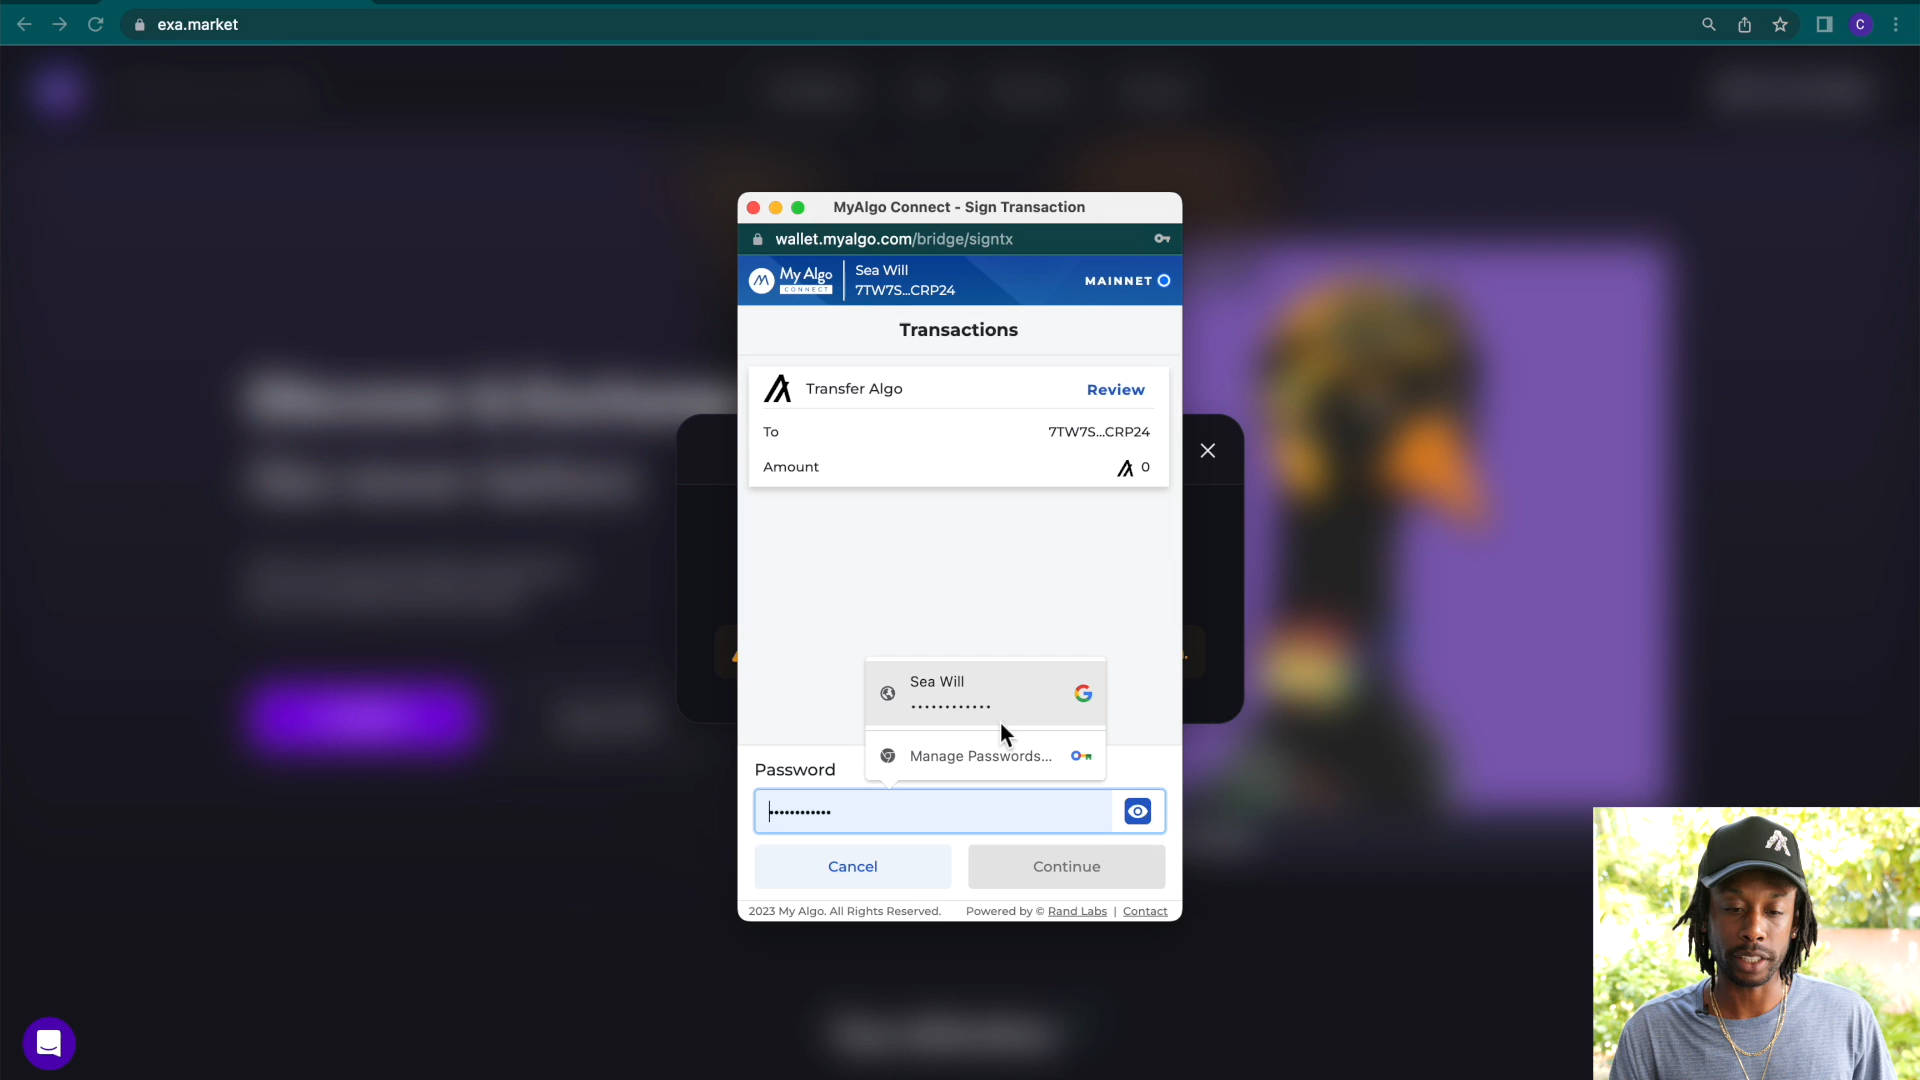 exa.market
C
MyAlgo Connect - Sign Transaction
wallet.myalgo.com/bridge/signtx
My Algo
CONNECT
Sea Will
7TW7S...CRP24
MAINNET
Transactions
Transfer Algo
Review
To
7TW7S...CRP24
Amount
0
Sea Will
••••••••••••
Manage Passwords...
Password
••••••••••••
Cancel
Continue
2023 My Algo. All Rights Reserved.
Powered by © Rand Labs | Contact